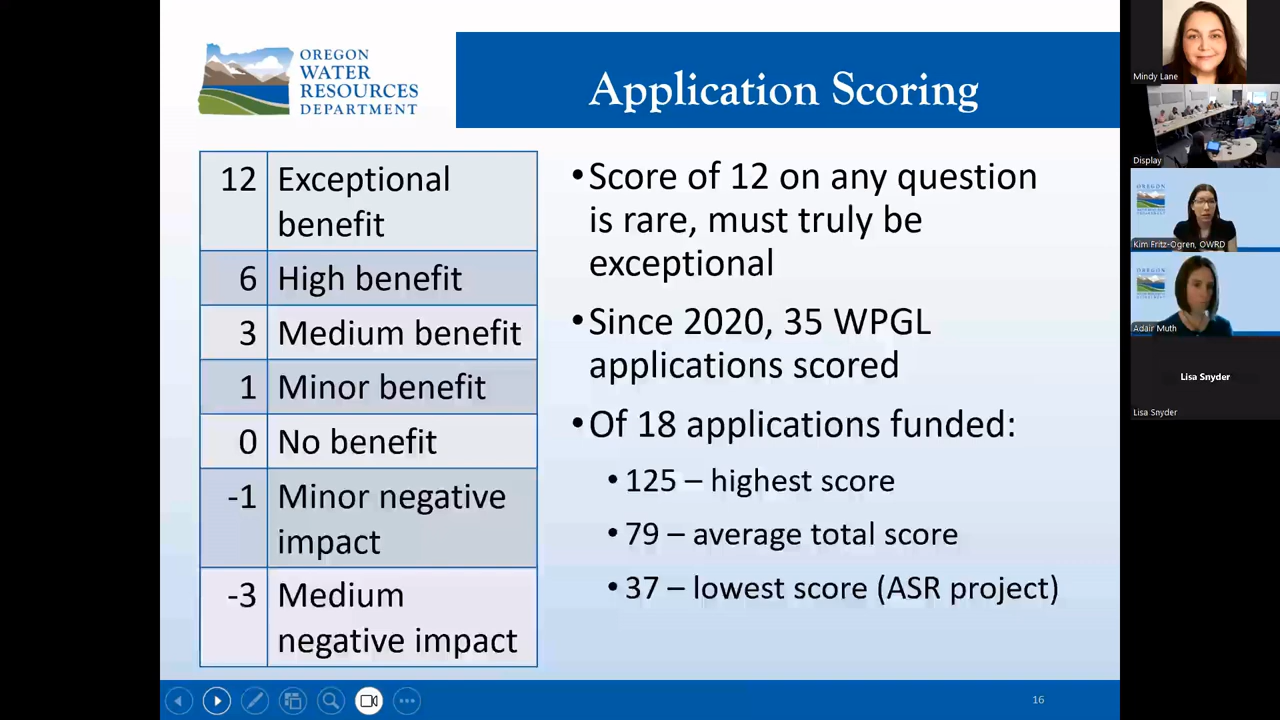 OREGON
WATER
RESOURCES
DEPARTMENT
Application Scoring
12 Exceptional
benefit
6 High benefit
3 Medium benefit
1 Minor benefit
0 No benefit
-1 Minor negative
impact
-3 Medium
negative impact
•Score of 12 on any question
is rare, must truly be
exceptional
•Since 2020, 35 WPGL
applications scored
•Of 18 applications funded:
•125 – highest score
•79 – average total score
•37 – lowest score (ASR project)
16
Mindy Lane
Display
Kim Fritz-Ogren, OWRD
Adair Muth
Lisa Snyder
Lisa Snyder